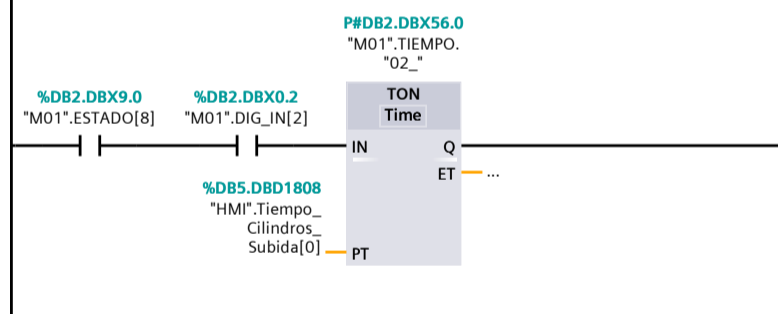 P#DB2.DBX56.0
"M01".TIEMPO.
"02_"
%DB2.DBX9.0
"M01".ESTADO[8]
%DB2.DBX0.2
"M01".DIG_IN[2]
TON
Time
IN
Q
ET
...
%DB5.DBD1808
"HMI".Tiempo_
Cilindros_
Subida[0]
PT